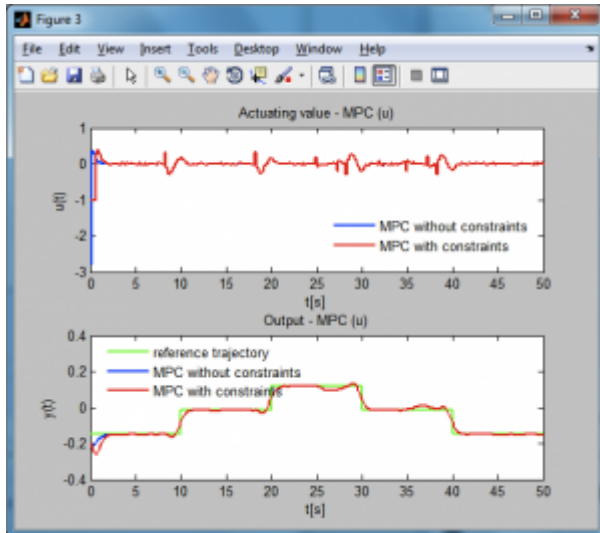 Figure 3
File Edit View Insert Tools Desktop Window Help
Actuating value - MPC (u)
1
0
-1
-2
-3
u(t)
MPC without constraints
MPC with constraints
0 5 10 15 20 25 30 35 40 45 50
t[s]
Output - MPC (u)
0.4
0.2
0
-0.2
-0.4
y(t)
reference trajectory
MPC without constraints
MPC with constraints
0 5 10 15 20 25 30 35 40 45 50
t[s]